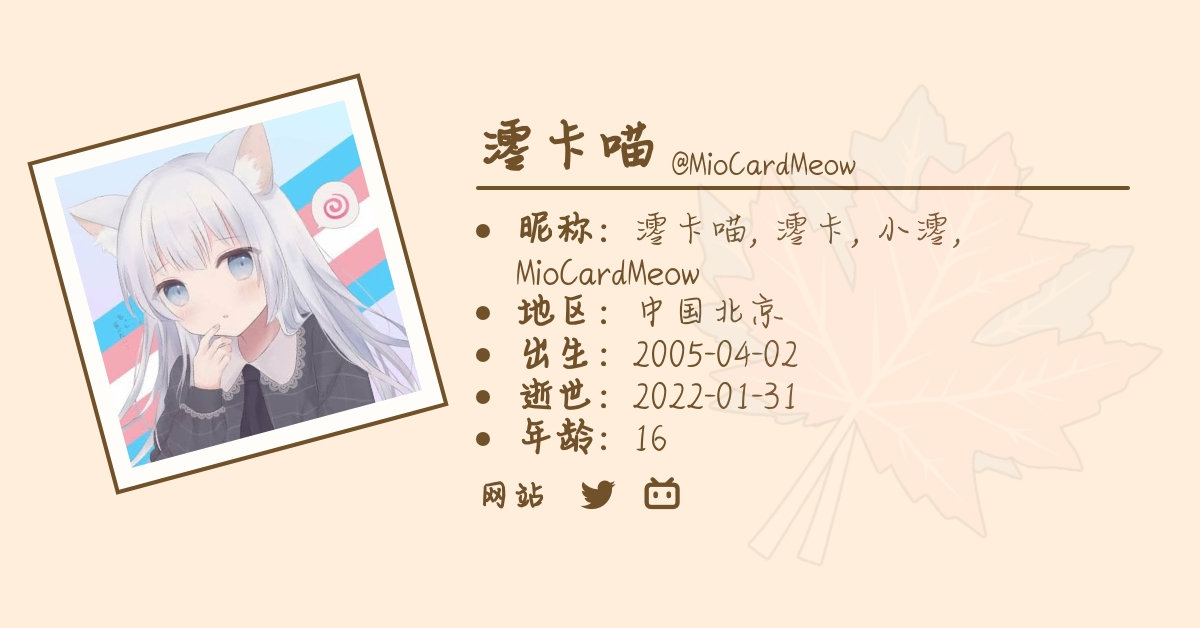 澪卡喵 @MioCardMeow
• 昵称：澪卡喵, 澪卡, 小澪,
MioCardMeow
• 地区：中国北京
• 出生：2005-04-02
• 逝世：2022-01-31
• 年龄：16
网站